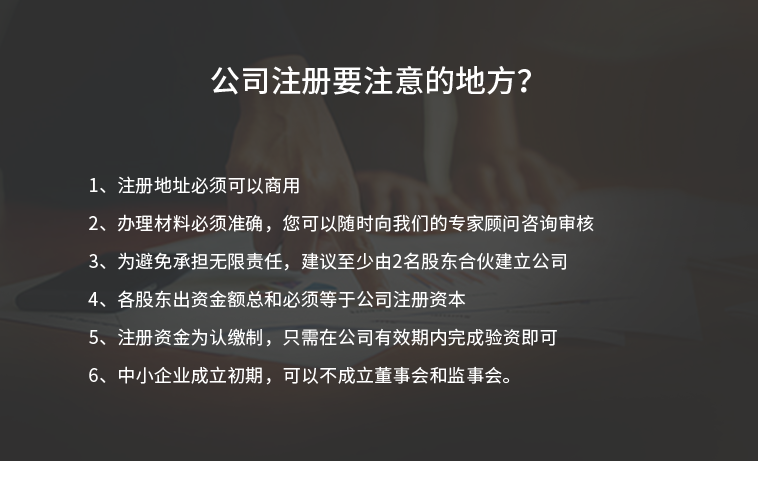 公司注册要注意的地方？
1、注册地址必须可以商用
2、办理材料必须准确，您可以随时向我们的专家顾问咨询审核
3、为避免承担无限责任，建议至少由2名股东合伙建立公司
4、各股东出资金额总和必须等于公司注册资本
5、注册资金为认缴制，只需在公司有效期内完成验资即可
6、中小企业成立初期，可以不成立董事会和监事会。